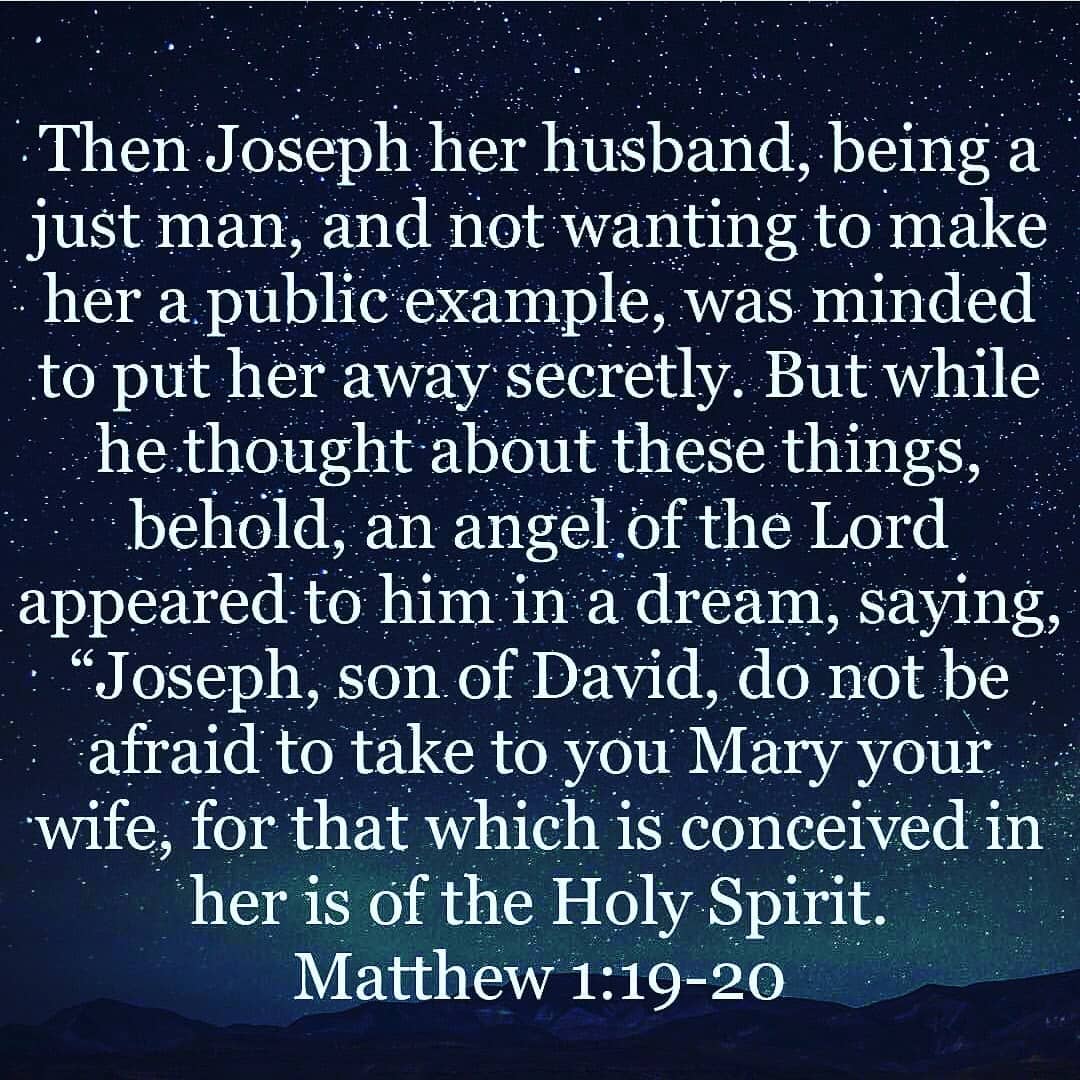 Then Joseph her husband, being a
just man, and not wanting to make
her a public example, was minded
to put her away secretly. But while
he thought about these things,
behold, an angel of the Lord
appeared to him in a dream, saying,
“Joseph, son of David, do not be
afraid to take to you Mary your
wife, for that which is conceived in
her is of the Holy Spirit.
Matthew 1:19-20